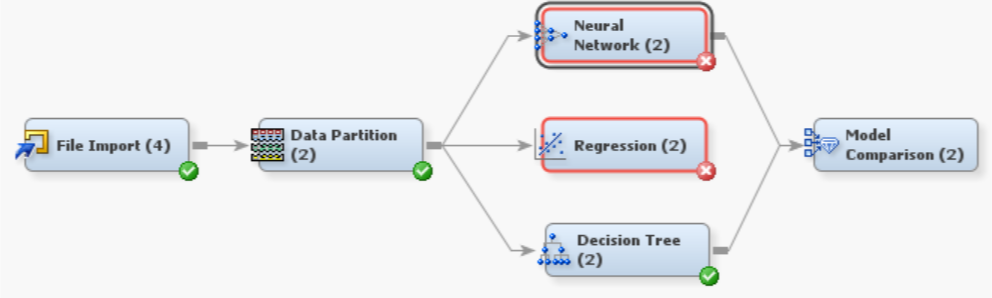 File Import (4)
Data Partition
(2)
Neural
Network (2)
Regression (2)
Decision Tree
(2)
Model
Comparison (2)